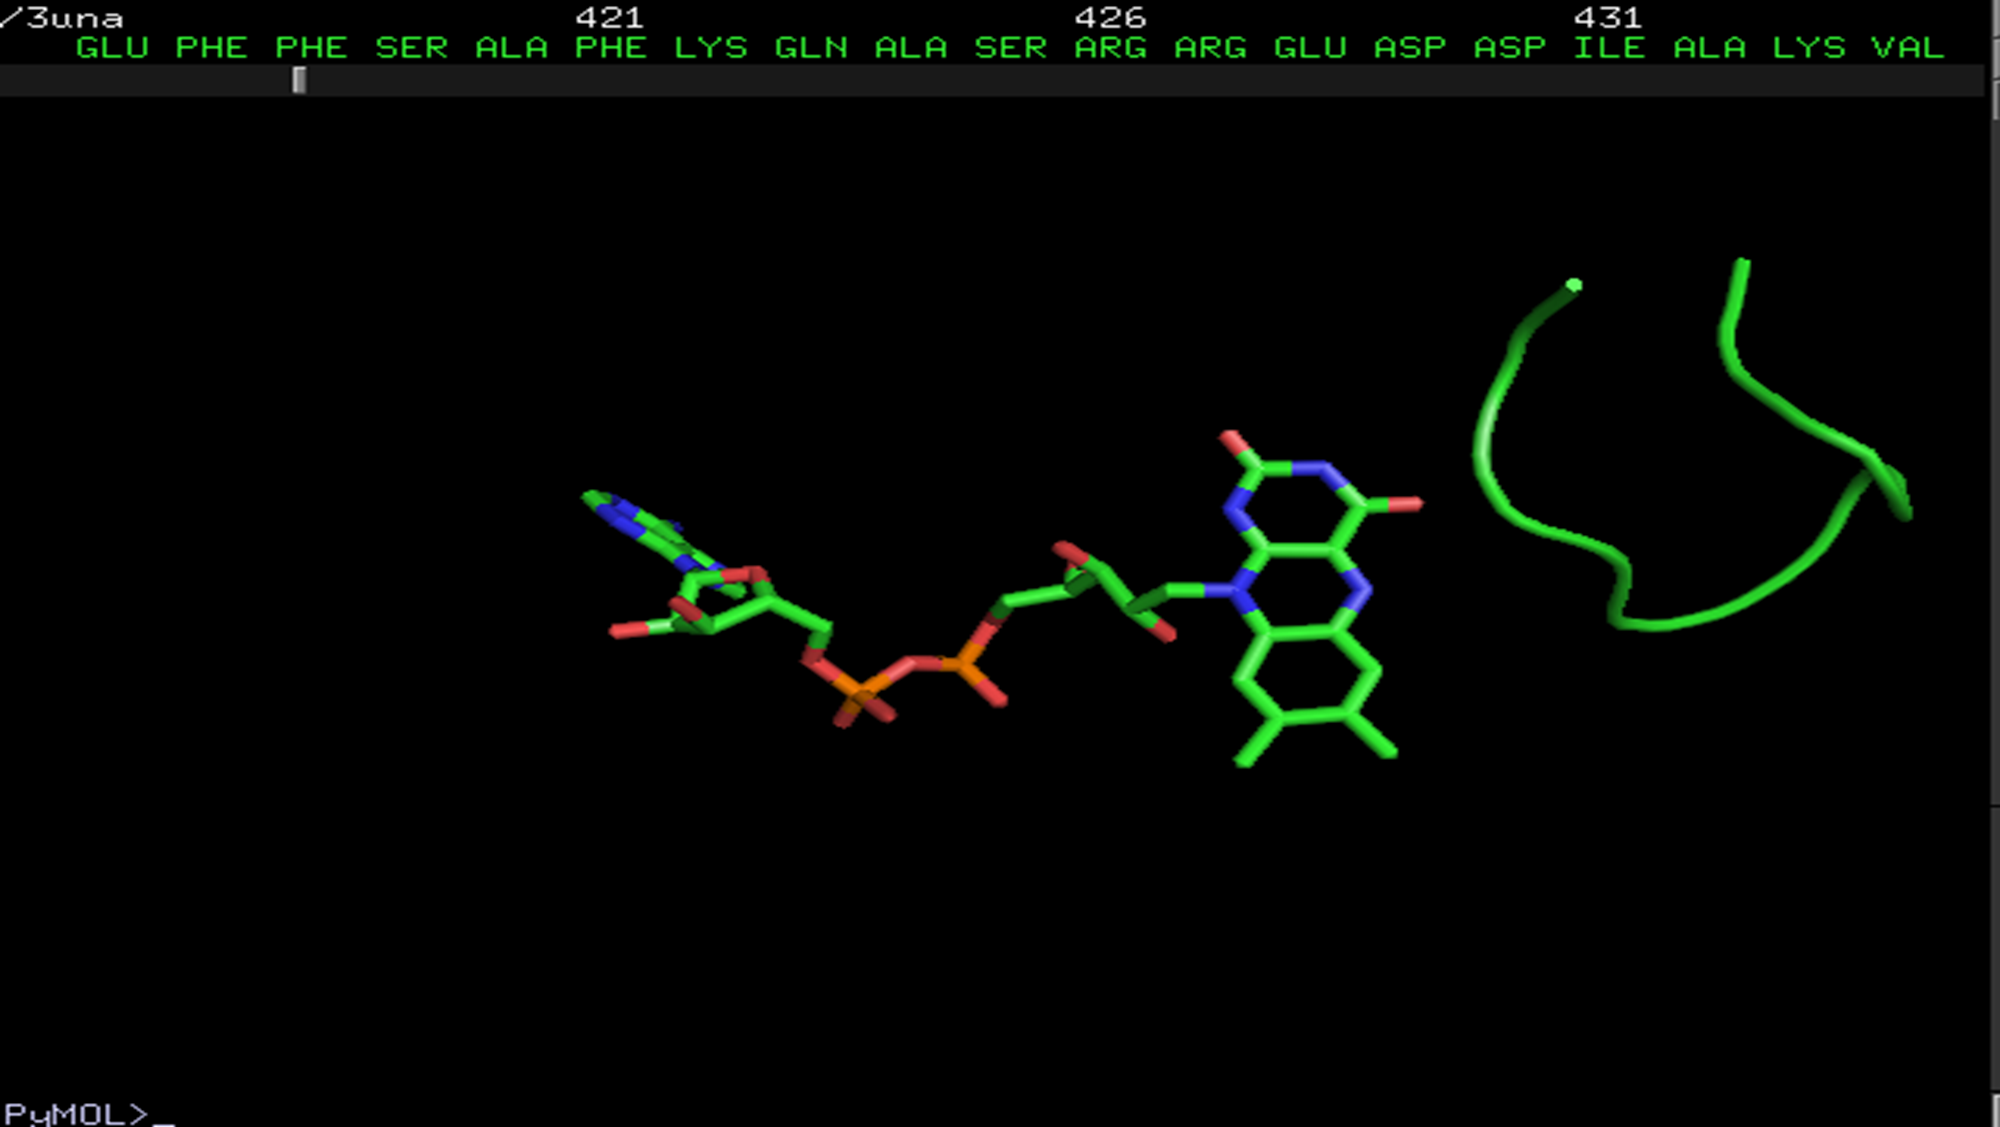 /3una 421 426 431
GLU PHE PHE SER ALA PHE LYS GLN ALA SER ARG ARG GLU ASP ASP ILE ALA LYS VAL
PyMOL>_